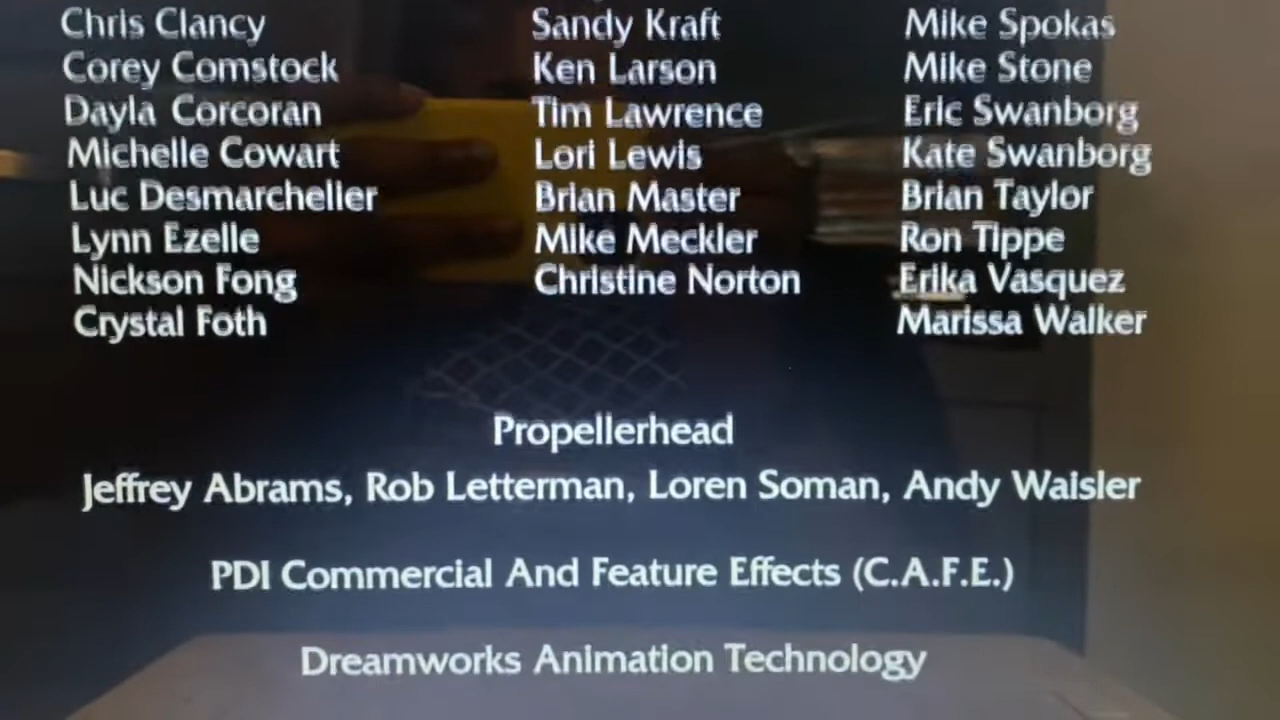 Chris Clancy Sandy Kraft Mike Spokas
Corey Comstock Ken Larson Mike Stone
Dayla Corcoran Tim Lawrence Eric Swanborg
Michelle Cowart Lori Lewis Kate Swanborg
Luc Desmarchelier Brian Master Brian Taylor
Lynn Ezelle Mike Meckler Ron Tippe
Nickson Fong Christine Norton Erika Vasquez
Crystal Foth Marissa Walker
Propellerhead
Jeffrey Abrams, Rob Letterman, Loren Soman, Andy Waisler
PDI Commercial And Feature Effects (C.A.F.E.)
Dreamworks Animation Technology